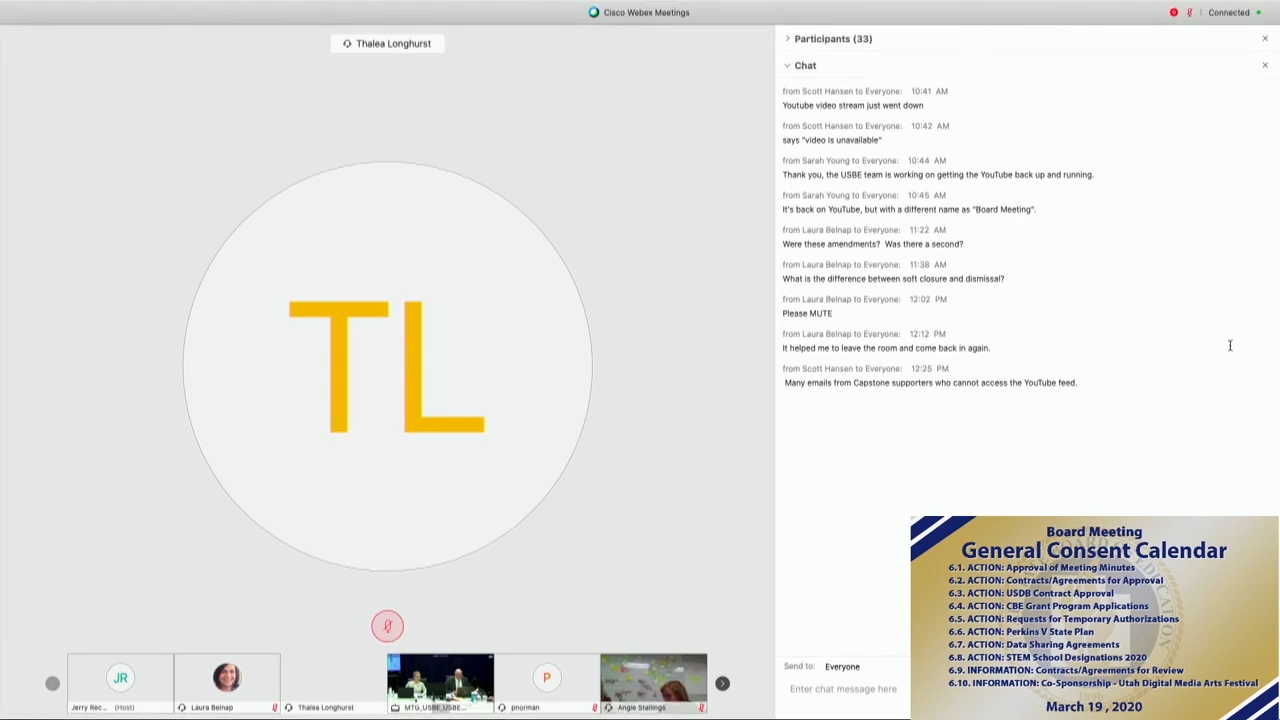 Cisco Webex Meetings
Connected
Thalea Longhurst
Participants (33)
Chat
from Scott Hansen to Everyone: 10:41 AM
Youtube video stream just went down
from Scott Hansen to Everyone: 10:42 AM
says "video is unavailable"
from Sarah Young to Everyone: 10:44 AM
Thank you, the USBE team is working on getting the YouTube back up and running.
from Sarah Young to Everyone: 10:45 AM
It's back on YouTube, but with a different name as "Board Meeting".
from Laura Belnap to Everyone: 11:22 AM
Were these amendments? Was there a second?
from Laura Belnap to Everyone: 11:38 AM
What is the difference between soft closure and dismissal?
from Laura Belnap to Everyone: 12:02 PM
Please MUTE
from Laura Belnap to Everyone: 12:12 PM
It helped me to leave the room and come back in again.
from Scott Hansen to Everyone: 12:25 PM
Many emails from Capstone supporters who cannot access the YouTube feed.
TL
Send to: Everyone
Enter chat message here
JR
P
Jerry Rec... (Host)
Laura Belnap
Thalea Longhurst
MTG_USBE_USBE...
pnorman
Angie Stallings
Board Meeting
General Consent Calendar
6.1. ACTION: Approval of Meeting Minutes
6.2. ACTION: Contracts/Agreements for Approval
6.3. ACTION: USDB Contract Approval
6.4. ACTION: CBE Grant Program Applications
6.5. ACTION: Requests for Temporary Authorizations
6.6. ACTION: Perkins V State Plan
6.7. ACTION: Data Sharing Agreements
6.8. ACTION: STEM School Designations 2020
6.9. INFORMATION: Contracts/Agreements for Review
6.10. INFORMATION: Co-Sponsorship - Utah Digital Media Arts Festival
March 19 , 2020